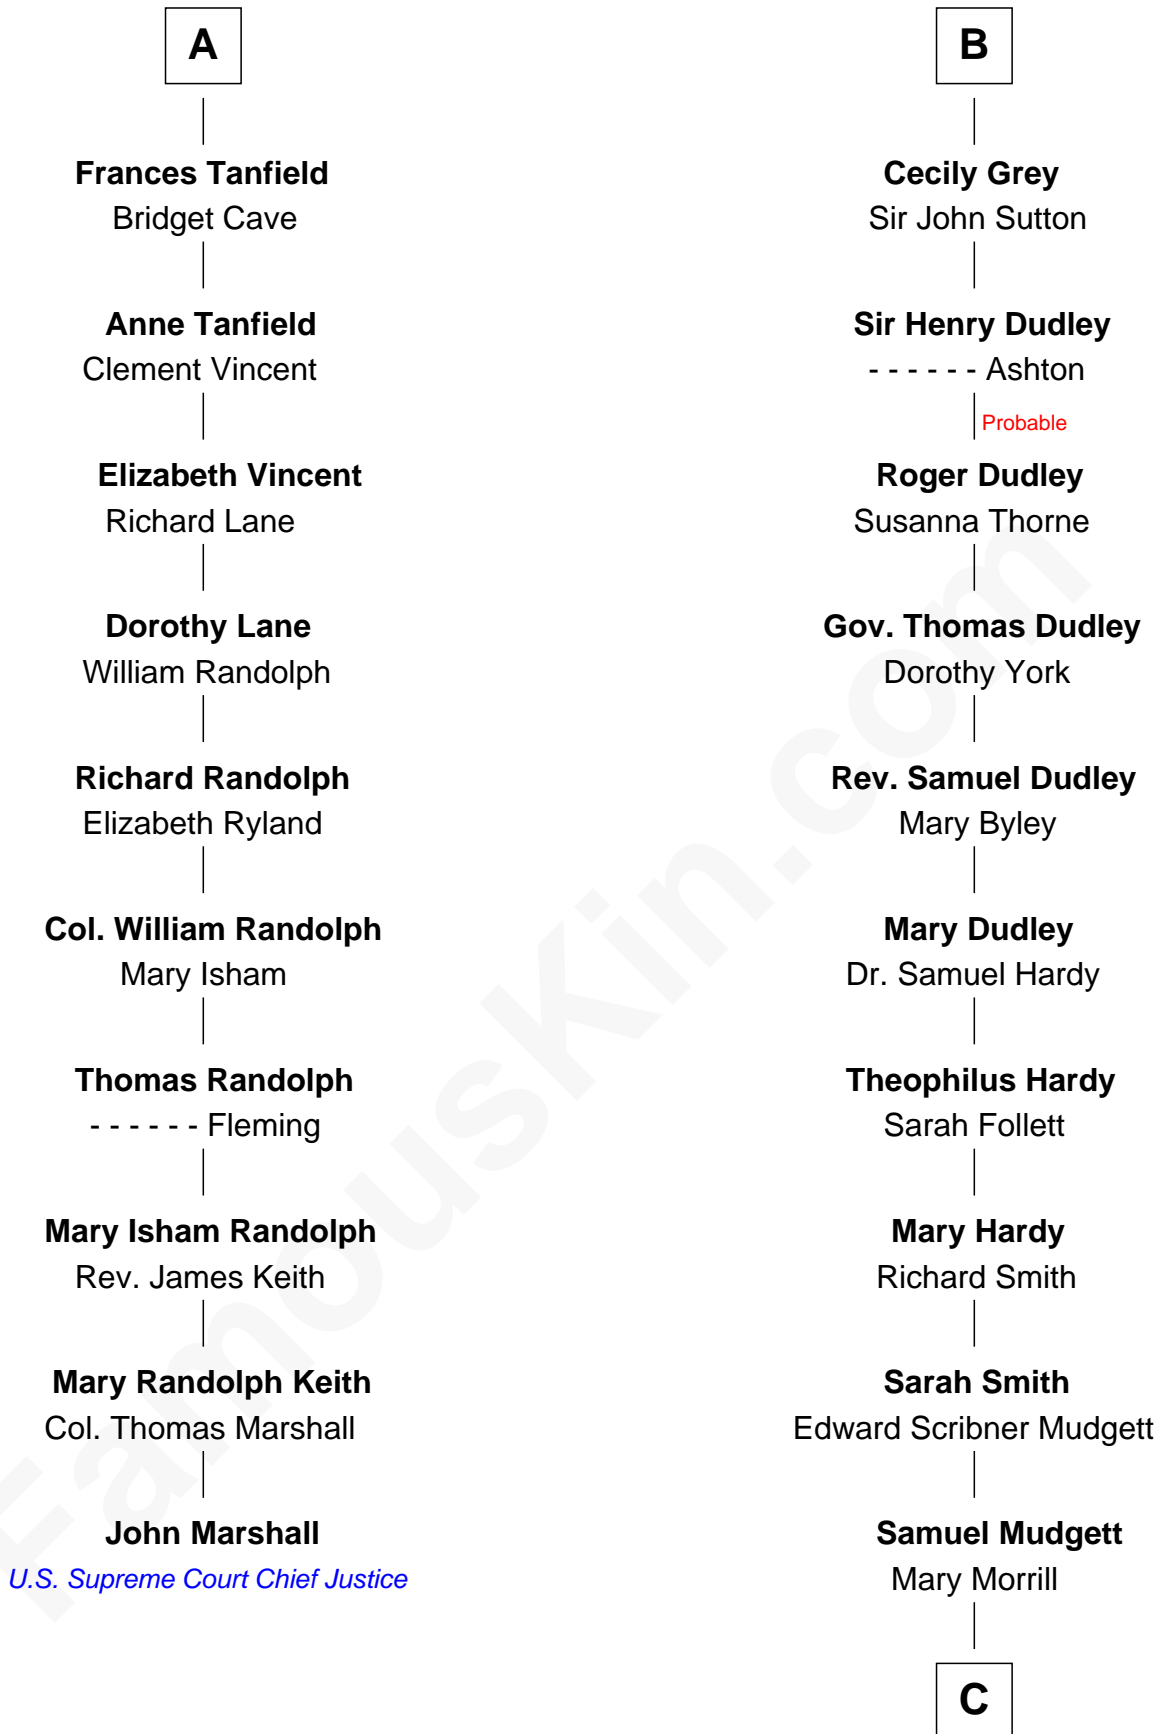 A
Frances Tanfield
Bridget Cave
Anne Tanfield
Clement Vincent
Elizabeth Vincent
Richard Lane
Dorothy Lane
William Randolph
Richard Randolph
Elizabeth Ryland
Col. William Randolph
Mary Isham
Thomas Randolph
- - - - - - Fleming
Mary Isham Randolph
Rev. James Keith
Mary Randolph Keith
Col. Thomas Marshall
John Marshall
U.S. Supreme Court Chief Justice
B
Cecily Grey
Sir John Sutton
Sir Henry Dudley
- - - - - - Ashton
Probable
Roger Dudley
Susanna Thorne
Gov. Thomas Dudley
Dorothy York
Rev. Samuel Dudley
Mary Byley
Mary Dudley
Dr. Samuel Hardy
Theophilus Hardy
Sarah Follett
Mary Hardy
Richard Smith
Sarah Smith
Edward Scribner Mudgett
Samuel Mudgett
Mary Morrill
C
FamousKin.com